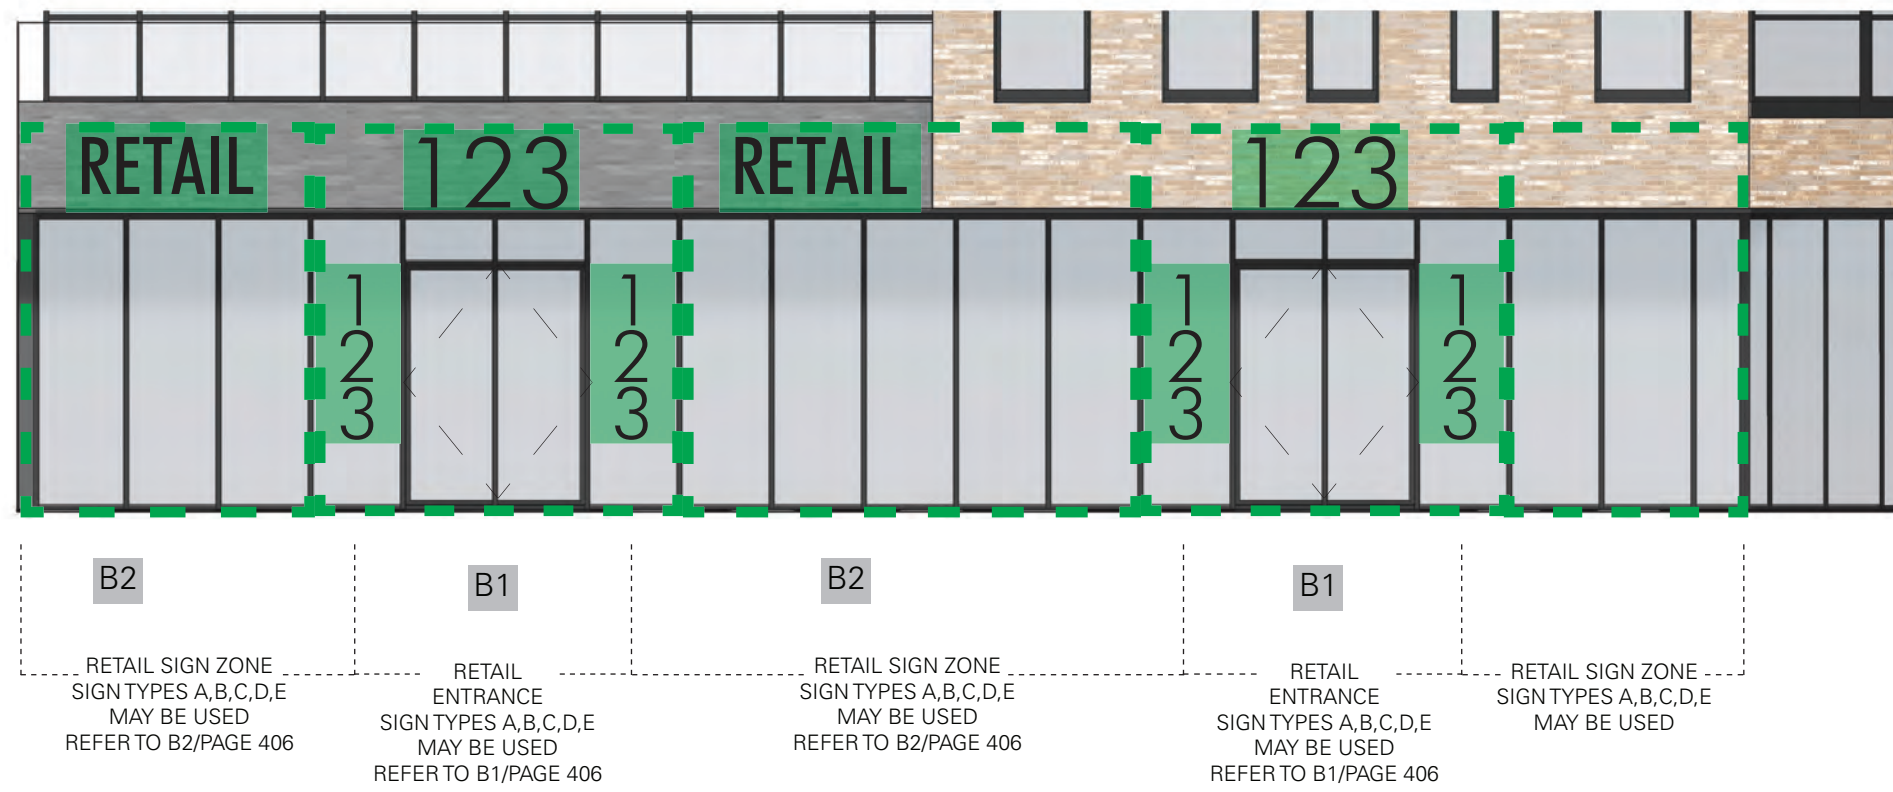 RETAIL
123
RETAIL
123
1
2
3
1
2
3
1
2
3
1
2
3
B2
B1
B2
B1
RETAIL SIGN ZONE
SIGN TYPES A,B,C,D,E
MAY BE USED
REFER TO B2/PAGE 406
RETAIL
ENTRANCE
SIGN TYPES A,B,C,D,E
MAY BE USED
REFER TO B1/PAGE 406
RETAIL SIGN ZONE
SIGN TYPES A,B,C,D,E
MAY BE USED
REFER TO B2/PAGE 406
RETAIL
ENTRANCE
SIGN TYPES A,B,C,D,E
MAY BE USED
REFER TO B1/PAGE 406
RETAIL SIGN ZONE
SIGN TYPES A,B,C,D,E
MAY BE USED